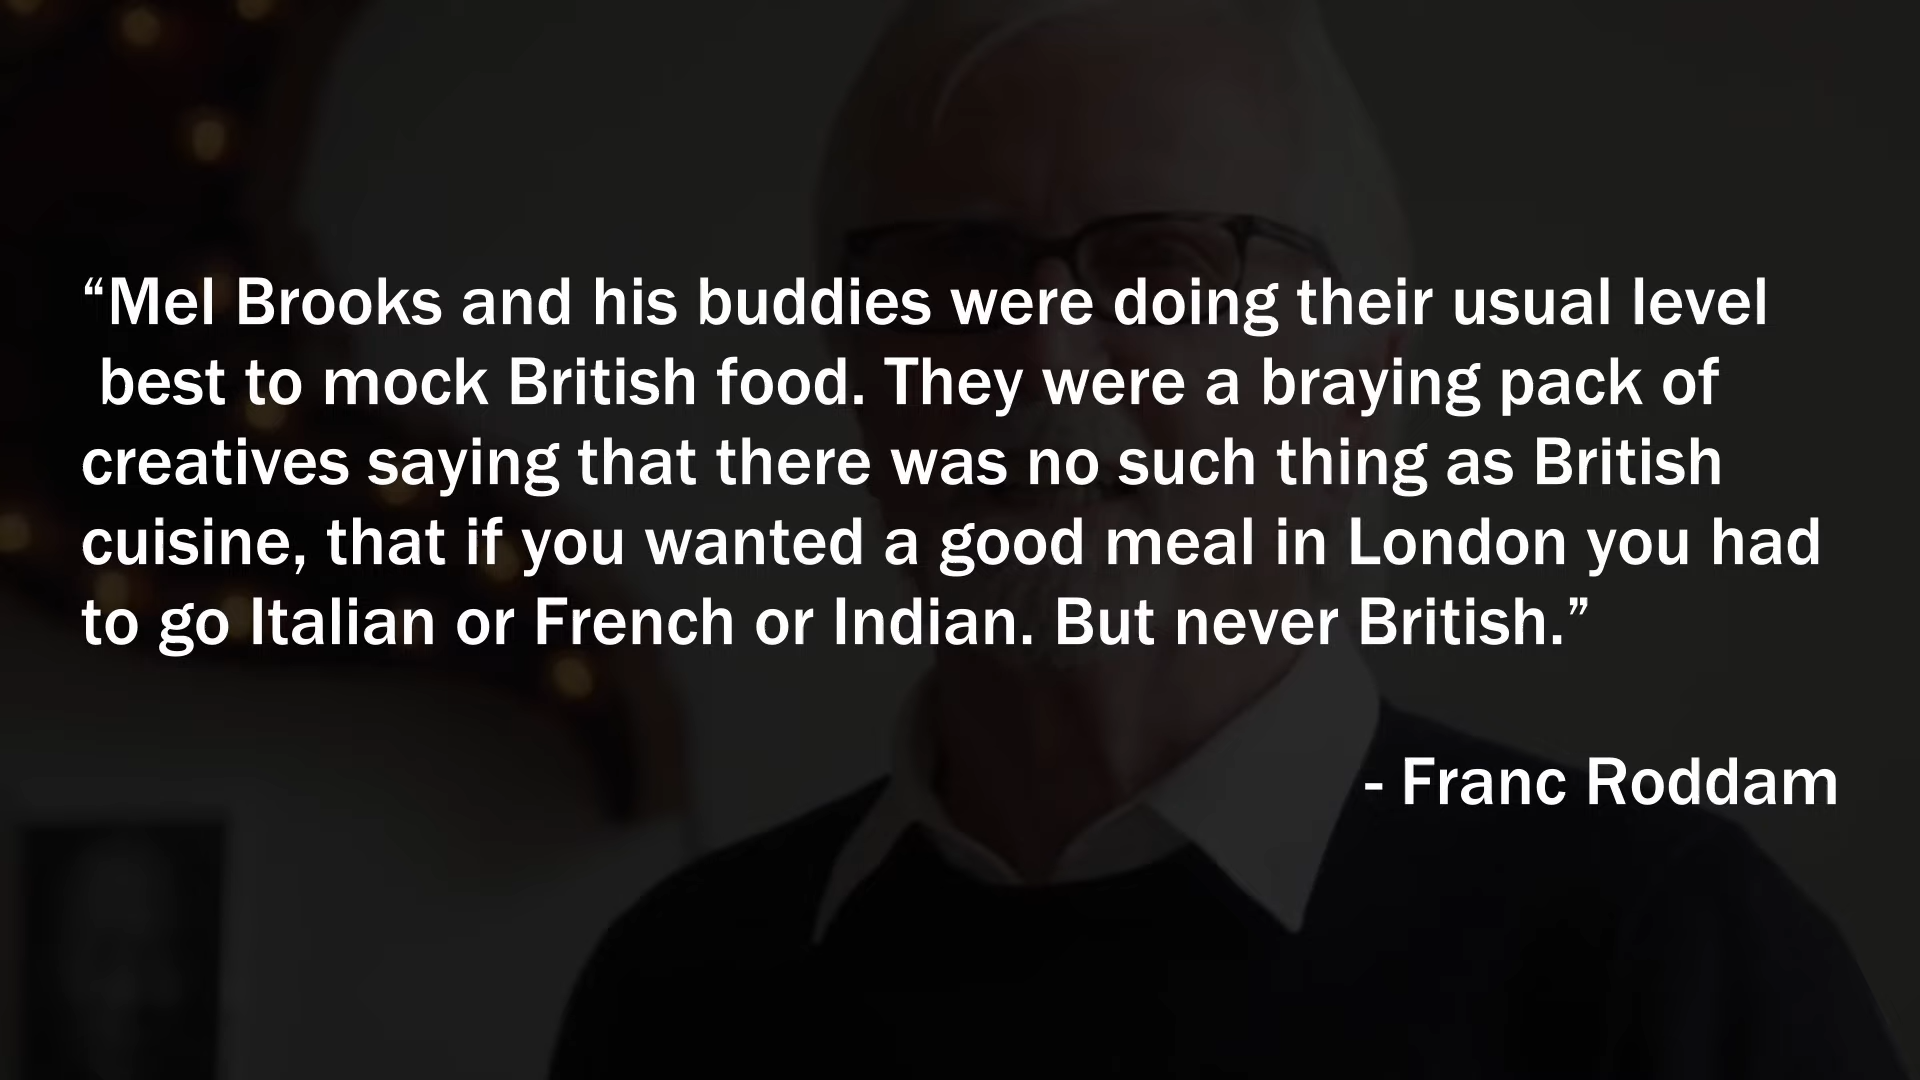 “Mel Brooks and his buddies were doing their usual level
best to mock British food. They were a braying pack of
creatives saying that there was no such thing as British
cuisine, that if you wanted a good meal in London you had
to go Italian or French or Indian. But never British.”
- Franc Roddam